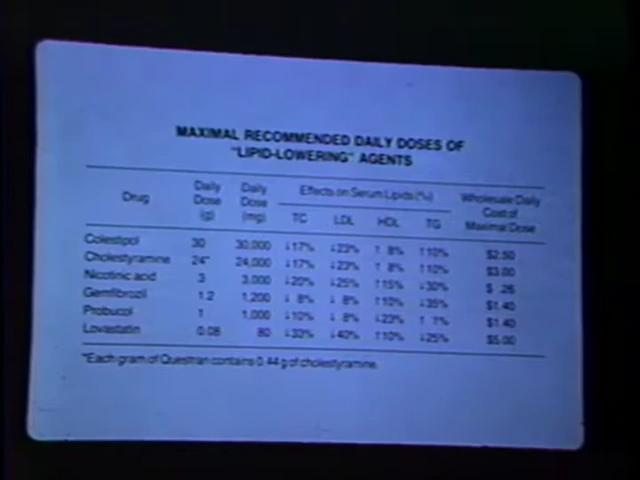 MAXIMAL RECOMMENDED DAILY DOSES OF
"LIPID-LOWERING" AGENTS
Drug Daily Dose (g) Daily Dose (mg) Effects on Serum Lipids (%) Wholesale Daily Cost of Maximal Dose
TC LDL HDL TG
Colestipol 30 30,000 ↓17% ↓23% ↑ 8% ↑10% $2.50
Cholestyramine 24* 24,000 ↓17% ↓23% ↑ 8% ↑10% $3.00
Nicotinic acid 3 3,000 ↓20% ↓25% ↑15% ↓30% $ .26
Gemfibrozil 1.2 1,200 ↓ 8% ↓ 8% ↑10% ↓35% $1.40
Probucol 1 1,000 ↓10% ↓ 8% ↓23% ↑ $1.40
Lovastatin 0.08 80 ↓33% ↓40% ↑10% ↓25% $5.00
*Each gram of Questran contains 0.44 g of cholestyramine.